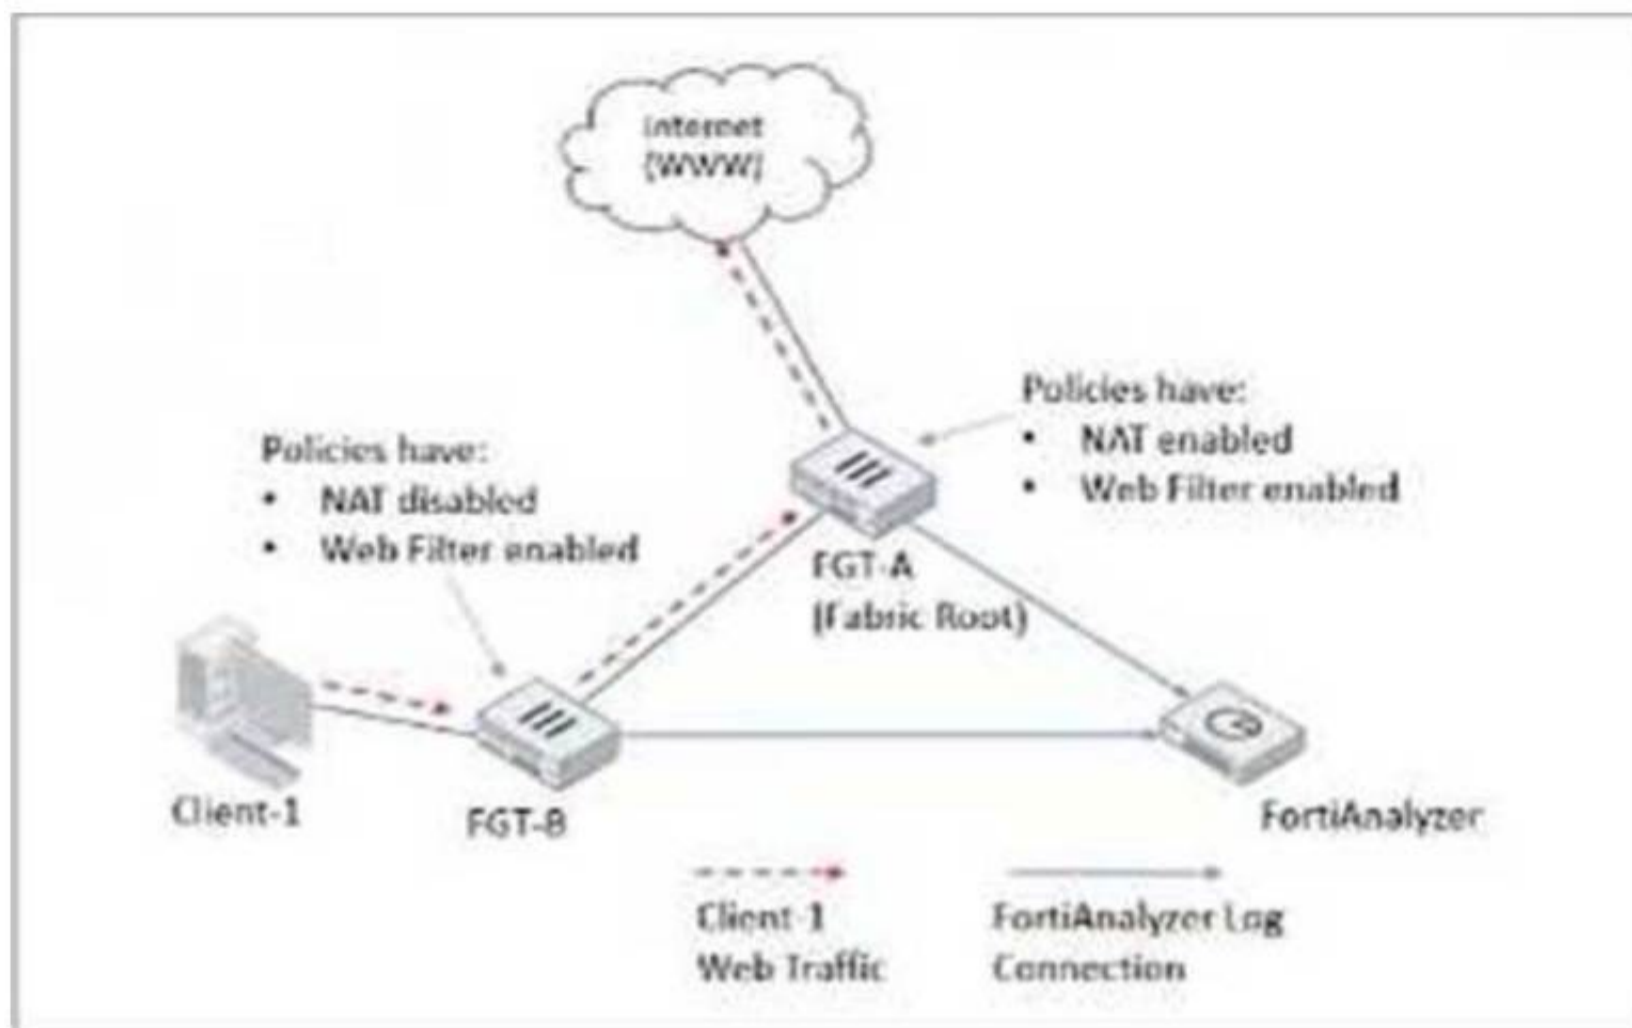 Internet
(WWW)
Policies have:
• NAT enabled
• Web Filter enabled
Policies have:
• NAT disabled
• Web Filter enabled
FGT-A
(Fabric Root)
Client-1
FGT-B
FortiAnalyzer
Client-1
Web Traffic
FortiAnalyzer Log
Connection